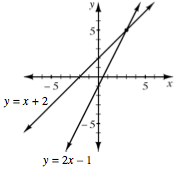 y
5
-5
5
x
y = x + 2
-5
y = 2x - 1